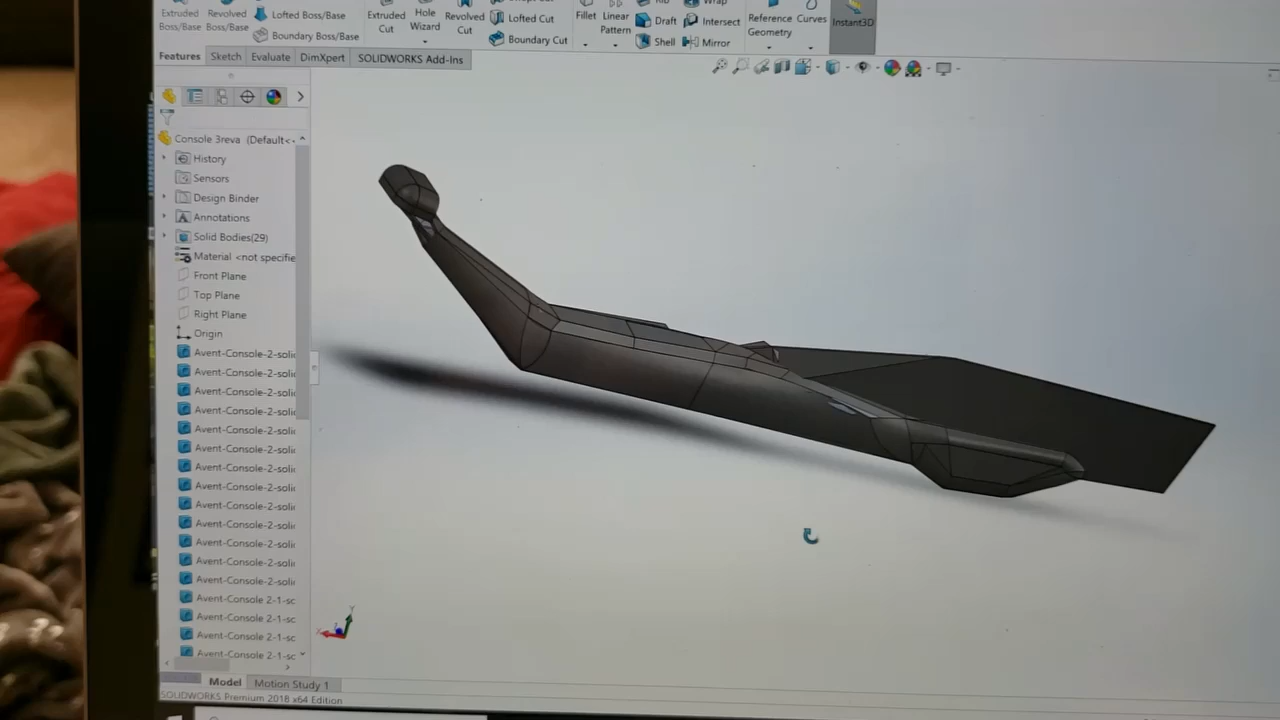 Extruded Boss/Base
Revolved Boss/Base
Lofted Boss/Base
Boundary Boss/Base
Extruded Cut
Hole Wizard
Revolved Cut
Lofted Cut
Boundary Cut
Fillet
Linear Pattern
Draft
Shell
Wrap
Intersect
Mirror
Reference Geometry
Curves
Instant3D
Features
Sketch
Evaluate
DimXpert
SOLIDWORKS Add-Ins
Console 3reva (Default<
History
Sensors
Design Binder
Annotations
Solid Bodies(29)
Material <not specifie
Front Plane
Top Plane
Right Plane
Origin
Avent-Console-2-soli
Avent-Console-2-soli
Avent-Console-2-soli
Avent-Console-2-soli
Avent-Console-2-soli
Avent-Console-2-soli
Avent-Console-2-soli
Avent-Console-2-soli
Avent-Console-2-soli
Avent-Console-2-soli
Avent-Console-2-soli
Avent-Console-2-soli
Avent-Console-2-soli
Avent-Console 2-1-sc
Avent-Console 2-1-sc
Avent-Console 2-1-sc
Avent-Console 2-1-sc
Model
Motion Study 1
SOLIDWORKS Premium 2018 x64 Edition